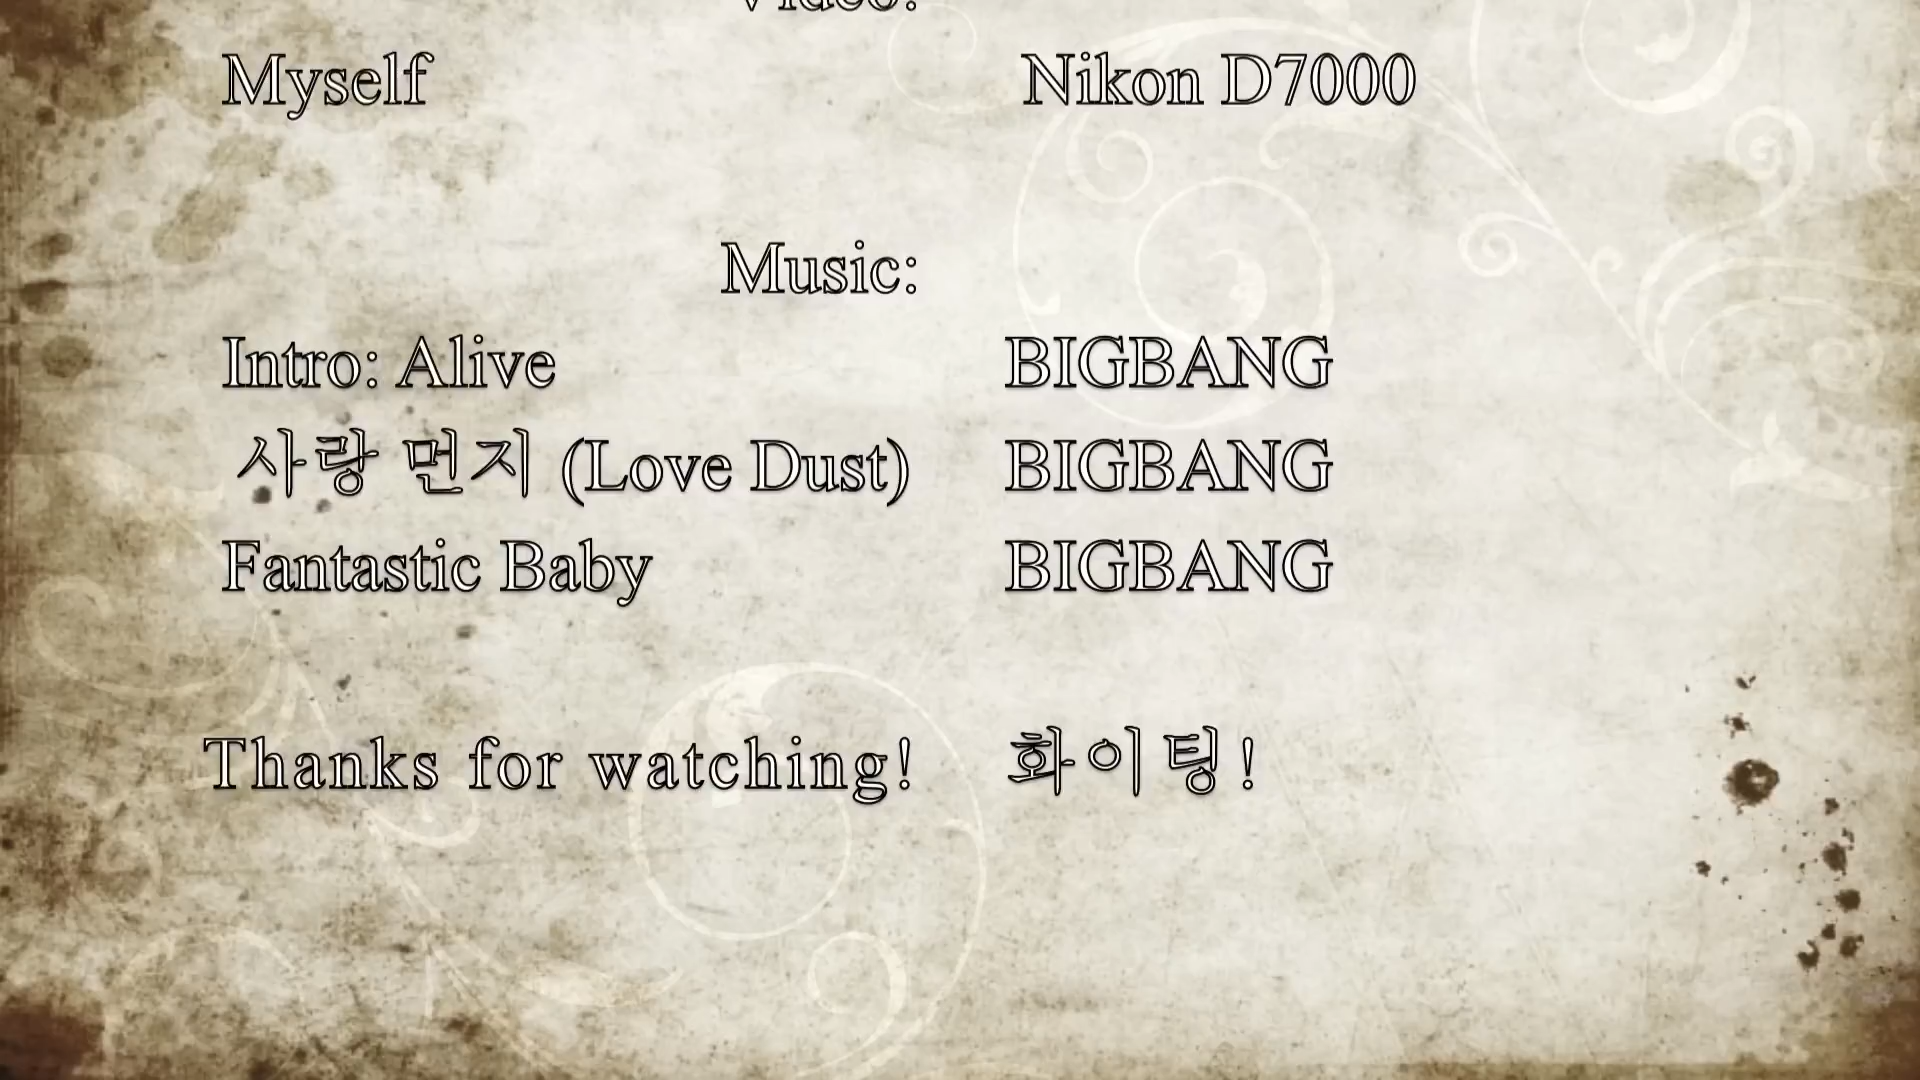 Video:
Myself Nikon D7000
Music:
Intro: Alive BIGBANG
사랑 먼지 (Love Dust) BIGBANG
Fantastic Baby BIGBANG
Thanks for watching! 화이팅!